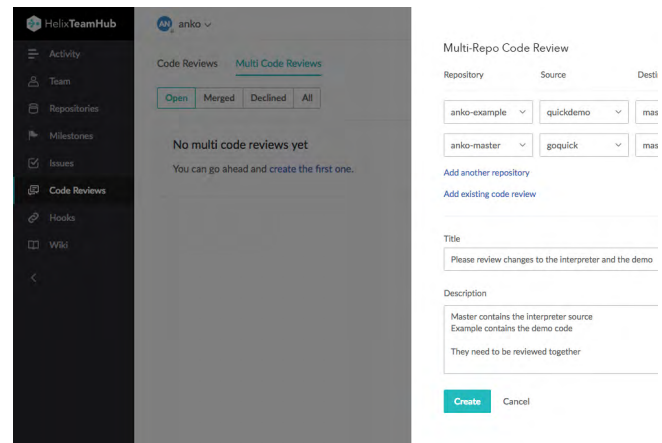 HelixTeamHub
Activity
Team
Repositories
Milestones
Issues
Code Reviews
Hooks
Wiki
AN anko
Code Reviews Multi Code Reviews
Open Merged Declined All
No multi code reviews yet
You can go ahead and create the first one.
Multi-Repo Code Review
Repository Source Desti
anko-example quickdemo mas
anko-master goquick mas
Add another repository
Add existing code review
Title
Please review changes to the interpreter and the demo
Description
Master contains the interpreter source
Example contains the demo code
They need to be reviewed together
Create Cancel